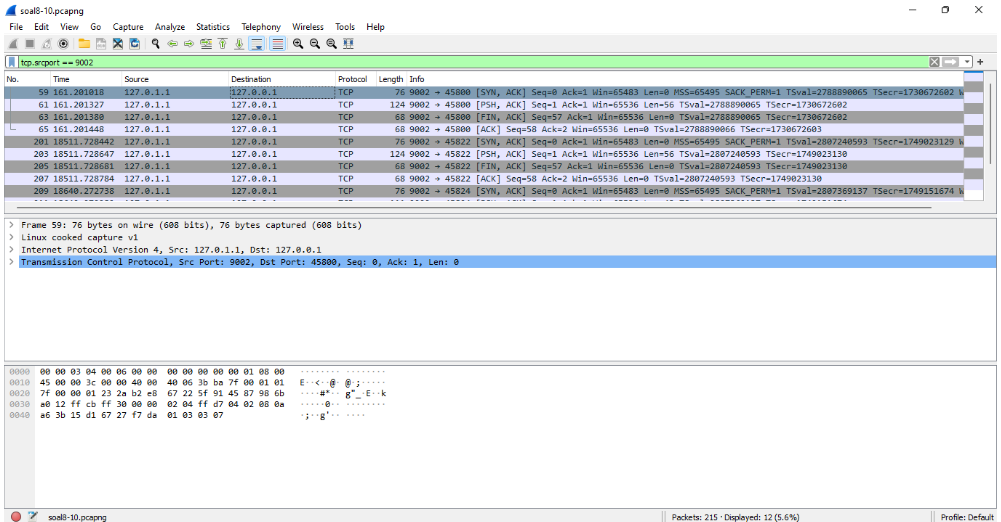 soal8-10.pcapng
File Edit View Go Capture Analyze Statistics Telephony Wireless Tools Help
tcp.srcport == 9002
No. Time Source Destination Protocol Length Info
59 161.201018 127.0.1.1 127.0.0.1 TCP 76 9002 → 45800 [SYN, ACK] Seq=0 Ack=1 Win=65483 Len=0 MSS=65495 SACK_PERM=1 TSval=2788890065 TSecr=1730672602 W
61 161.201327 127.0.1.1 127.0.0.1 TCP 124 9002 → 45800 [PSH, ACK] Seq=1 Ack=1 Win=65536 Len=56 TSval=2788890065 TSecr=1730672602
63 161.201380 127.0.1.1 127.0.0.1 TCP 68 9002 → 45800 [FIN, ACK] Seq=57 Ack=1 Win=65536 Len=0 TSval=2788890065 TSecr=1730672602
65 161.201448 127.0.1.1 127.0.0.1 TCP 68 9002 → 45800 [ACK] Seq=58 Ack=2 Win=65536 Len=0 TSval=2788890066 TSecr=1730672603
201 18511.728442 127.0.1.1 127.0.0.1 TCP 76 9002 → 45822 [SYN, ACK] Seq=0 Ack=1 Win=65483 Len=0 MSS=65495 SACK_PERM=1 TSval=2807240593 TSecr=1749023129 W
203 18511.728647 127.0.1.1 127.0.0.1 TCP 124 9002 → 45822 [PSH, ACK] Seq=1 Ack=1 Win=65536 Len=56 TSval=2807240593 TSecr=1749023130
205 18511.728681 127.0.1.1 127.0.0.1 TCP 68 9002 → 45822 [FIN, ACK] Seq=57 Ack=1 Win=65536 Len=0 TSval=2807240593 TSecr=1749023130
207 18511.728784 127.0.1.1 127.0.0.1 TCP 68 9002 → 45822 [ACK] Seq=58 Ack=2 Win=65536 Len=0 TSval=2807240593 TSecr=1749023130
209 18640.272738 127.0.1.1 127.0.0.1 TCP 76 9002 → 45824 [SYN, ACK] Seq=0 Ack=1 Win=65483 Len=0 MSS=65495 SACK_PERM=1 TSval=2807369137 TSecr=1749151674 W
Frame 59: 76 bytes on wire (608 bits), 76 bytes captured (608 bits)
Linux cooked capture v1
Internet Protocol Version 4, Src: 127.0.1.1, Dst: 127.0.0.1
Transmission Control Protocol, Src Port: 9002, Dst Port: 45800, Seq: 0, Ack: 1, Len: 0
0000 00 00 03 04 00 06 00 00 00 00 00 00 00 01 08 00 ········ ········
0010 45 00 00 3c 00 00 40 00 40 06 3b ba 7f 00 01 01 E··<··@· @·;·····
0020 7f 00 00 01 23 2a b2 e8 67 22 5f 91 45 87 98 6b ····#*·· g"_·E··k
0030 a0 12 ff cb ff 30 00 00 02 04 ff d7 04 02 08 0a ·····0·· ········
0040 a6 3b 15 d1 67 27 f7 da 01 03 03 07 ·;··g'·· ····
soal8-10.pcapng Packets: 215 · Displayed: 12 (5.6%) Profile: Default